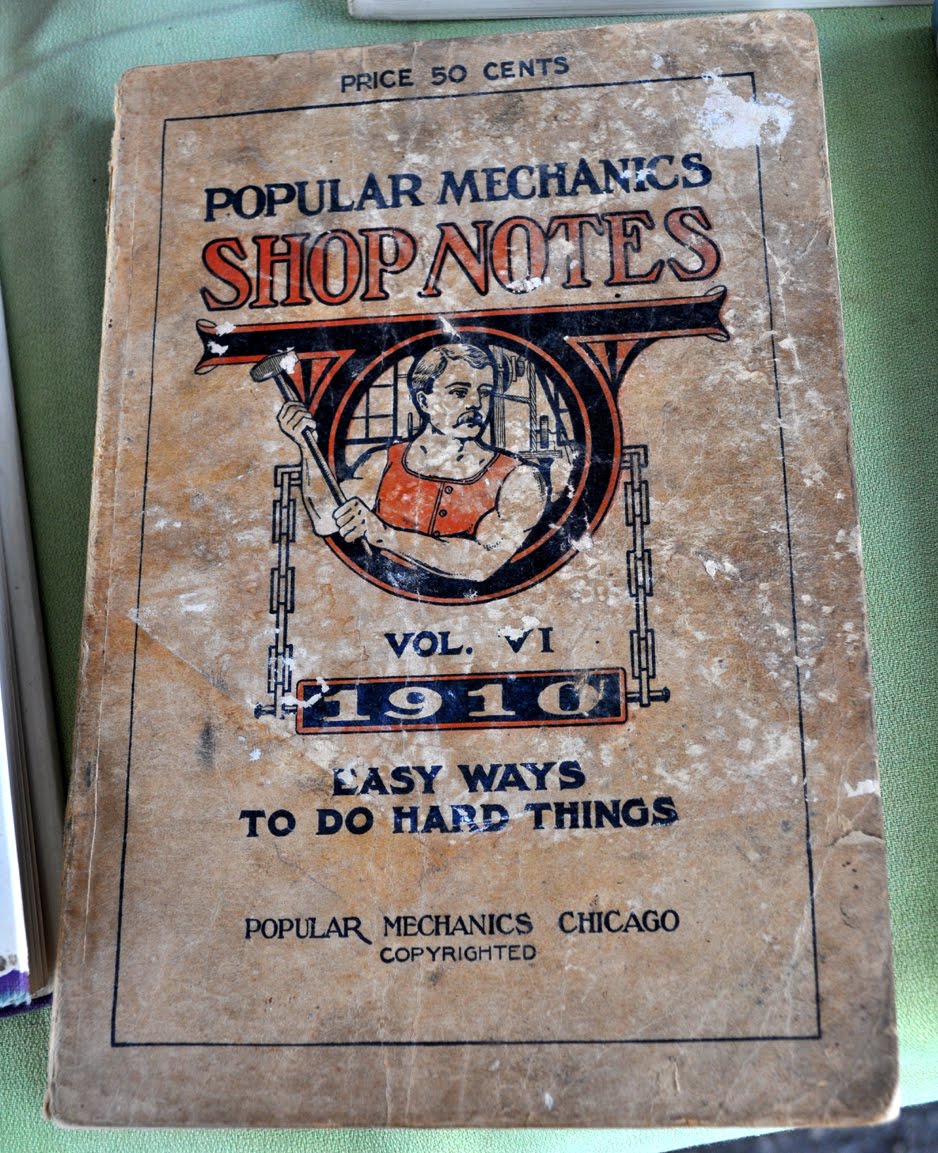 PRICE 50 CENTS
POPULAR MECHANICS
SHOP NOTES
VOL. VI
1910
EASY WAYS
TO DO HARD THINGS
POPULAR MECHANICS CHICAGO
COPYRIGHTED